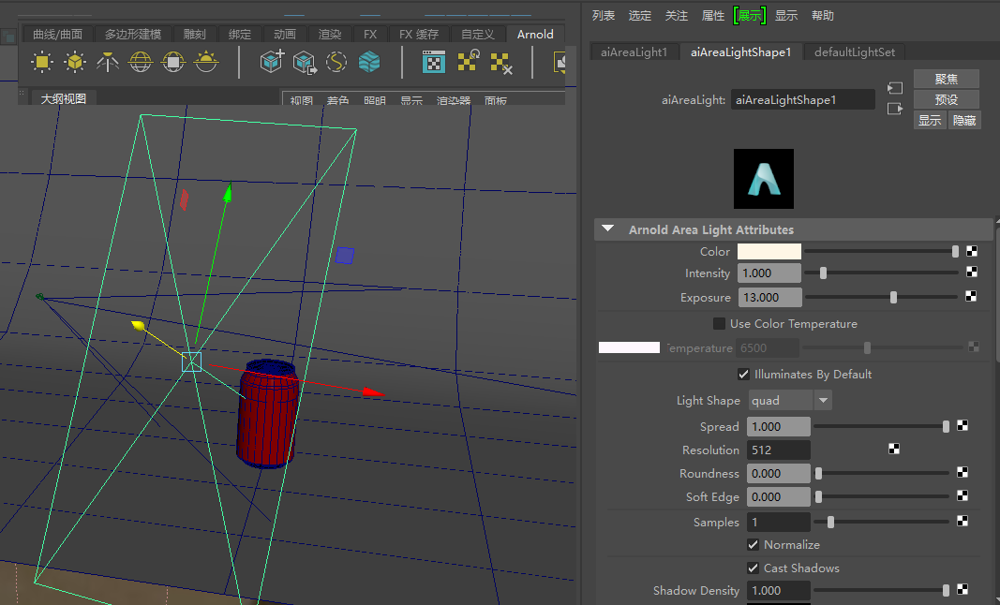 列表 选定 关注 属性 展示 显示 帮助
曲线/曲面 多边形建模 雕刻 绑定 动画 渲染 FX FX 缓存 自定义 Arnold
aiAreaLight1 aiAreaLightShape1 defaultLightSet
大纲视图
视图 着色 照明 显示 渲染器 面板
aiAreaLight: aiAreaLightShape1
聚焦
预设
显示 隐藏
Arnold Area Light Attributes
Color
Intensity 1.000
Exposure 13.000
Use Color Temperature
Temperature 6500
Illuminates By Default
Light Shape quad
Spread 1.000
Resolution 512
Roundness 0.000
Soft Edge 0.000
Samples 1
Normalize
Cast Shadows
Shadow Density 1.000